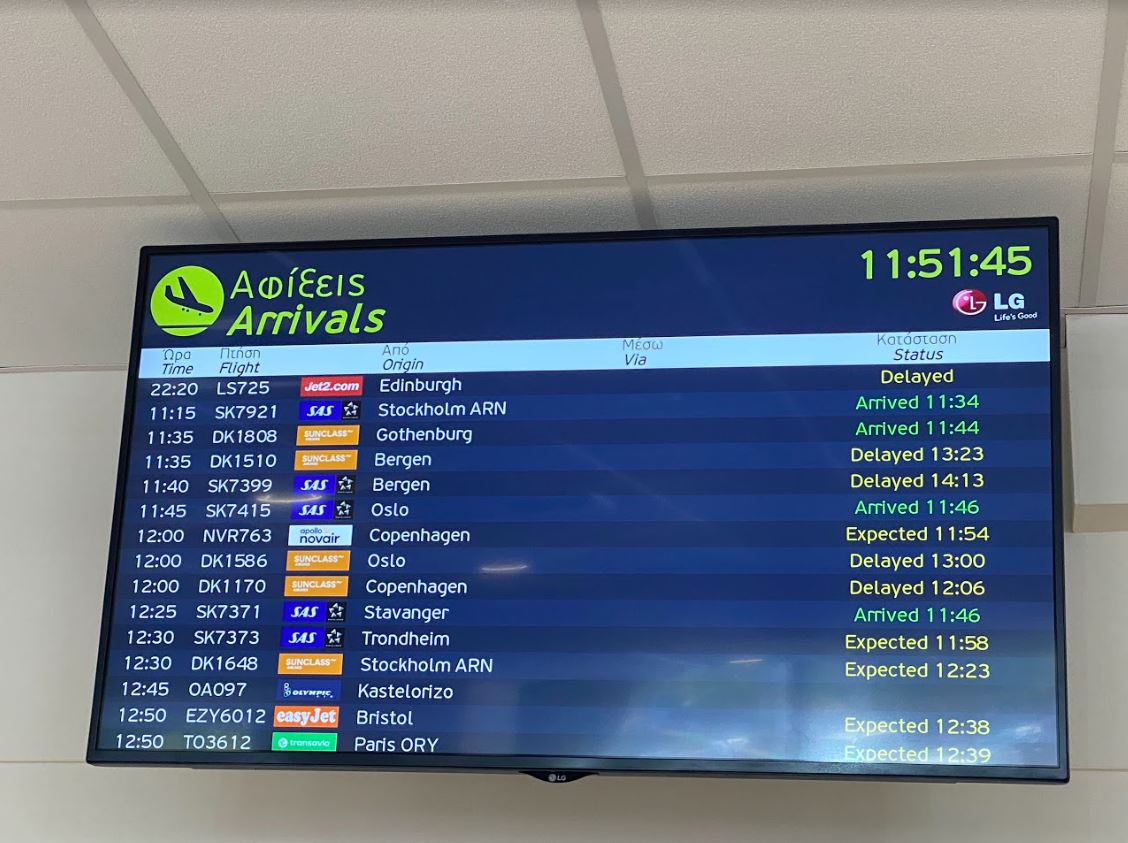 Αφίξεις
Arrivals
11:51:45
LG
Life's Good
Ώρα Πτήση Από Μέσω Κατάσταση
Time Flight Origin Via Status
22:20 LS725 Jet2.com Edinburgh Delayed
11:15 SK7921 SAS Stockholm ARN Arrived 11:34
11:35 DK1808 SUNCLASS Gothenburg Arrived 11:44
11:35 DK1510 SUNCLASS Bergen Delayed 13:23
11:40 SK7399 SAS Bergen Delayed 14:13
11:45 SK7415 SAS Oslo Arrived 11:46
12:00 NVR763 apollo novair Copenhagen Expected 11:54
12:00 DK1586 SUNCLASS Oslo Delayed 13:00
12:00 DK1170 SUNCLASS Copenhagen Delayed 12:06
12:25 SK7371 SAS Stavanger Arrived 11:46
12:30 SK7373 SAS Trondheim Expected 11:58
12:30 DK1648 SUNCLASS Stockholm ARN Expected 12:23
12:45 OA097 OLYMPIC Kastelorizo
12:50 EZY6012 easyJet Bristol Expected 12:38
12:50 TO3612 transavia Paris ORY Expected 12:39
LG